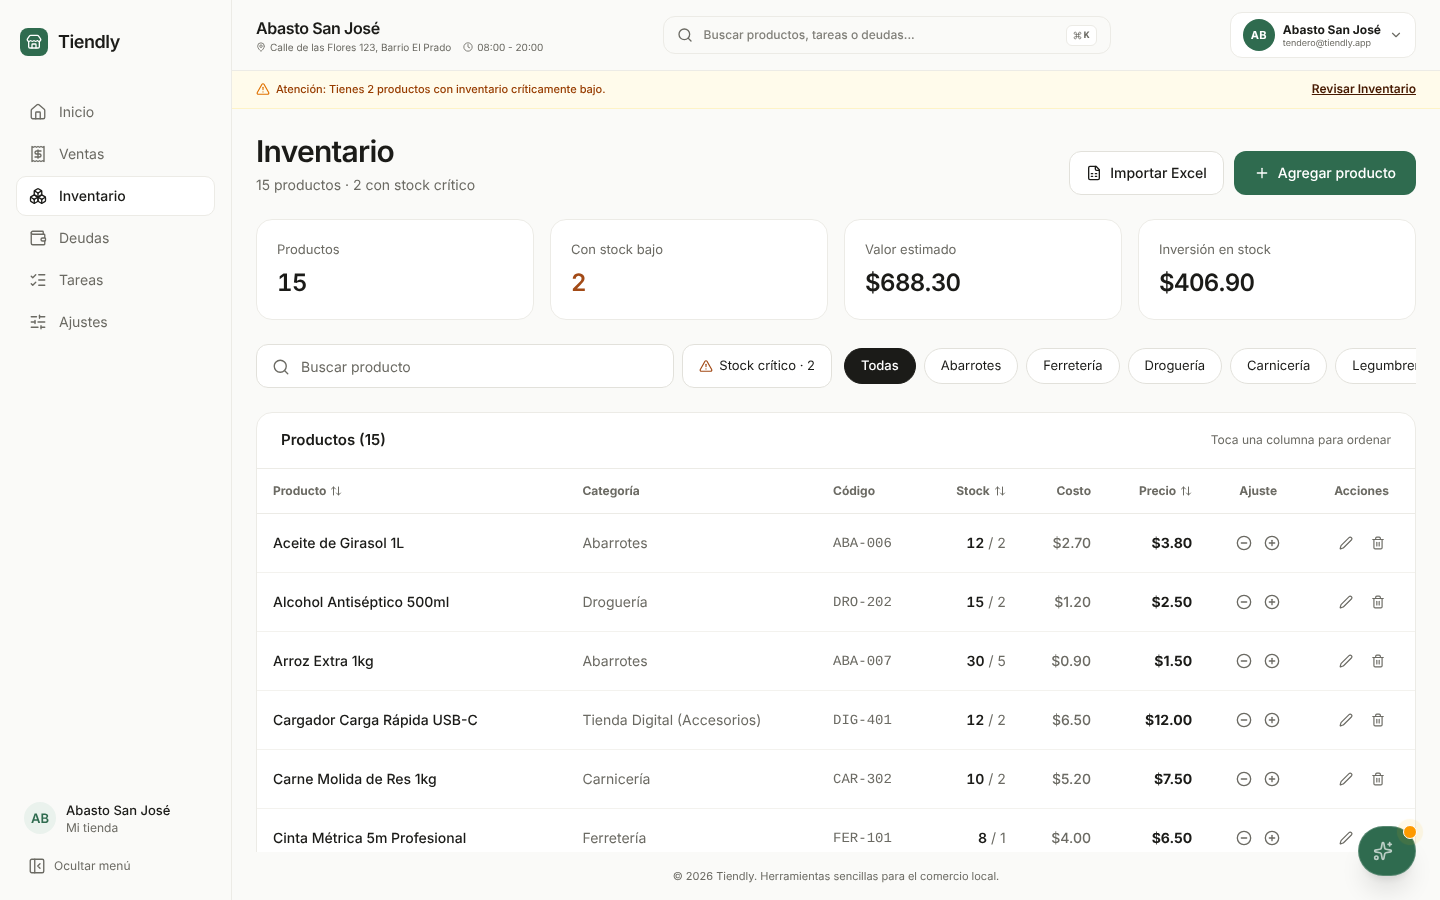 Tiendly
Inicio
Ventas
Inventario
Deudas
Tareas
Ajustes
AB
Abasto San José
Mi tienda
Ocultar menú
Abasto San José
Calle de las Flores 123, Barrio El Prado 08:00 - 20:00
Buscar productos, tareas o deudas... ⌘K
AB
Abasto San José
tendero@tiendly.app
Atención: Tienes 2 productos con inventario críticamente bajo. Revisar Inventario
Inventario
15 productos · 2 con stock crítico
Importar Excel
Agregar producto
Productos
15
Con stock bajo
2
Valor estimado
$688.30
Inversión en stock
$406.90
Buscar producto
Stock crítico · 2
Todas
Abarrotes
Ferretería
Droguería
Carnicería
Legumbre
Productos (15) Toca una columna para ordenar
Producto Categoría Código Stock Costo Precio Ajuste Acciones
Aceite de Girasol 1L Abarrotes ABA-006 12 / 2 $2.70 $3.80
Alcohol Antiséptico 500ml Droguería DRO-202 15 / 2 $1.20 $2.50
Arroz Extra 1kg Abarrotes ABA-007 30 / 5 $0.90 $1.50
Cargador Carga Rápida USB-C Tienda Digital (Accesorios) DIG-401 12 / 2 $6.50 $12.00
Carne Molida de Res 1kg Carnicería CAR-302 10 / 2 $5.20 $7.50
Cinta Métrica 5m Profesional Ferretería FER-101 8 / 1 $4.00 $6.50
© 2026 Tiendly. Herramientas sencillas para el comercio local.